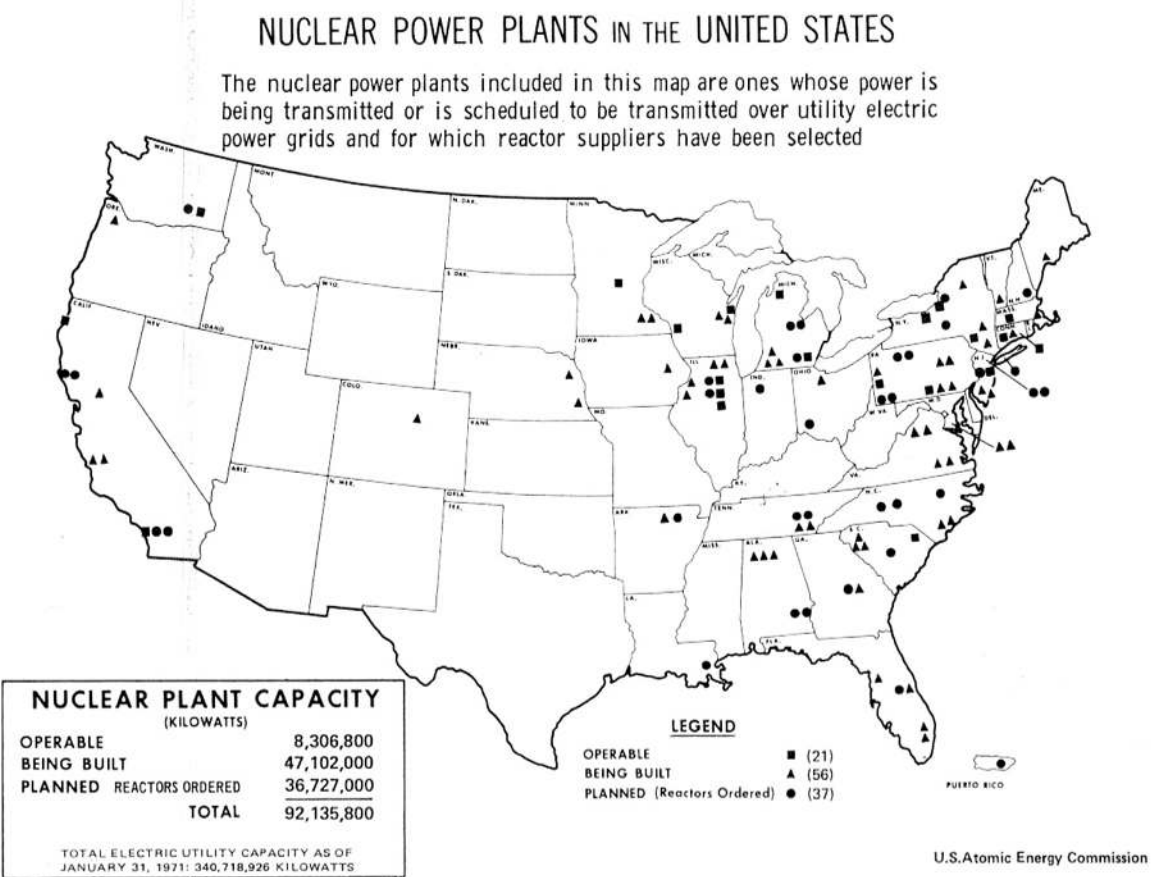 NUCLEAR POWER PLANTS IN THE UNITED STATES
The nuclear power plants included in this map are ones whose power is
being transmitted or is scheduled to be transmitted over utility electric
power grids and for which reactor suppliers have been selected
WASH.
ORE.
CALIF.
NEV.
IDAHO
MONT.
WYO.
UTAH
COLO.
ARIZ.
N. MEX.
N. DAK.
S. DAK.
NEBR.
KANS.
OKLA.
TEX.
MINN.
IOWA
MO.
ARK.
LA.
WISC.
MICH.
MICH.
ILL.
IND.
OHIO
KY.
TENN.
MISS.
ALA.
GA.
FLA.
S. C.
N. C.
VA.
W. VA.
PA.
N.Y.
N.J.
DEL.
CONN.
MASS.
VT.
N.H.
ME.
PUERTO RICO
NUCLEAR PLANT CAPACITY
(KILOWATTS)
OPERABLE 8,306,800
BEING BUILT 47,102,000
PLANNED REACTORS ORDERED 36,727,000
TOTAL 92,135,800
TOTAL ELECTRIC UTILITY CAPACITY AS OF
JANUARY 31, 1971: 340,718,926 KILOWATTS
LEGEND
OPERABLE ■ (21)
BEING BUILT ▲ (56)
PLANNED (Reactors Ordered) ● (37)
U.S. Atomic Energy Commission